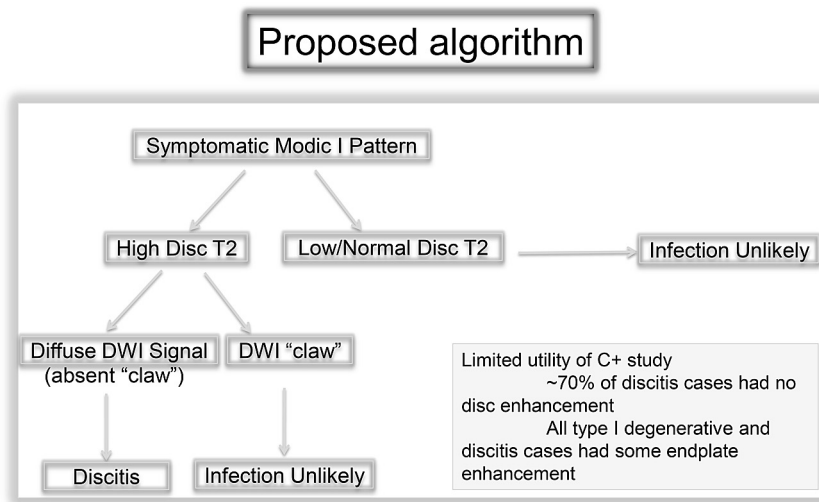 Proposed algorithm
Symptomatic Modic I Pattern
High Disc T2
Low/Normal Disc T2
Infection Unlikely
Diffuse DWI Signal
(absent “claw”)
DWI “claw”
Discitis
Infection Unlikely
Limited utility of C+ study
~70% of discitis cases had no
disc enhancement
All type I degenerative and
discitis cases had some endplate
enhancement